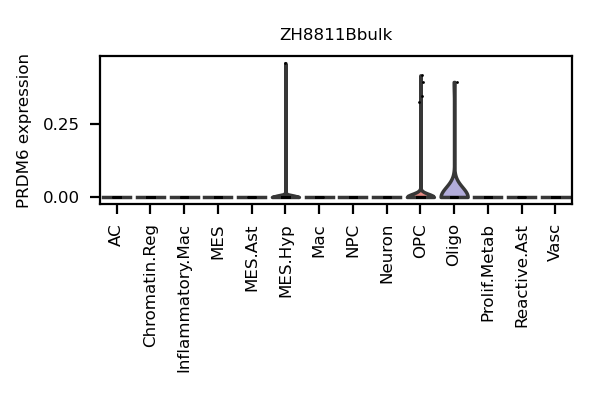 ZH8811Bbulk
PRDM6 expression
0.25
0.00
AC
Chromatin.Reg
Inflammatory.Mac
MES
MES.Ast
MES.Hyp
Mac
NPC
Neuron
OPC
Oligo
Prolif.Metab
Reactive.Ast
Vasc